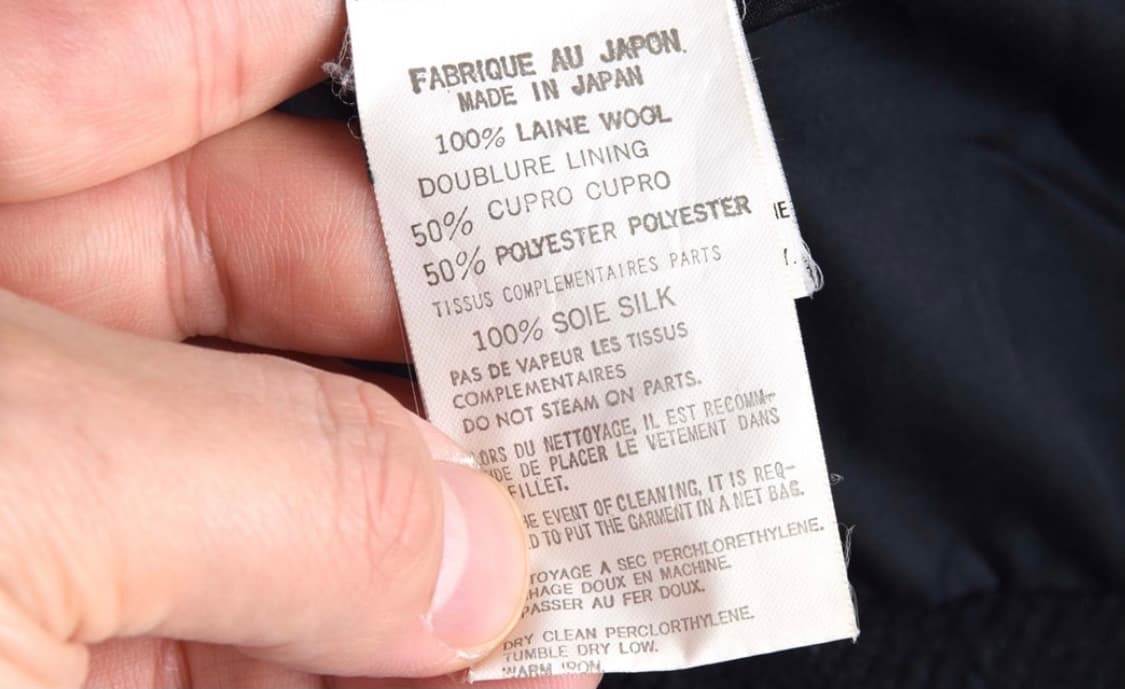 FABRIQUE AU JAPON.
MADE IN JAPAN
100% LAINE WOOL
DOUBLURE LINING
50% CUPRO CUPRO
50% POLYESTER POLYESTER
TISSUS COMPLEMENTAIRES PARTS
100% SOIE SILK
PAS DE VAPEUR LES TISSUS
COMPLEMENTAIRES
DO NOT STEAM ON PARTS.
LORS DU NETTOYAGE, IL EST RECOMM-
DE DE PLACER LE VETEMENT DANS
FILLET.
HE EVENT OF CLEANING, IT IS REQ-
D TO PUT THE GARMENT IN A NET BAG.
TOYAGE A SEC PERCHLORETHYLENE.
HAGE DOUX EN MACHINE.
PASSER AU FER DOUX.
DRY CLEAN PERCLORTHYLENE.
TUMBLE DRY LOW.
WARM IRON.